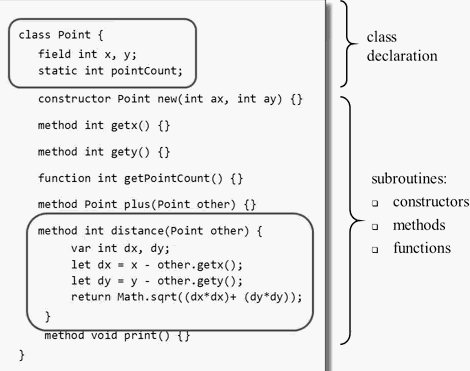 class Point {
field int x, y;
static int pointCount;
constructor Point new(int ax, int ay) {}
method int getx() {}
method int gety() {}
function int getPointCount() {}
method Point plus(Point other) {}
method int distance(Point other) {
var int dx, dy;
let dx = x - other.getx();
let dy = y - other.gety();
return Math.sqrt((dx*dx)+ (dy*dy));
}
method void print() {}
}
class
declaration
subroutines:
constructors
methods
functions